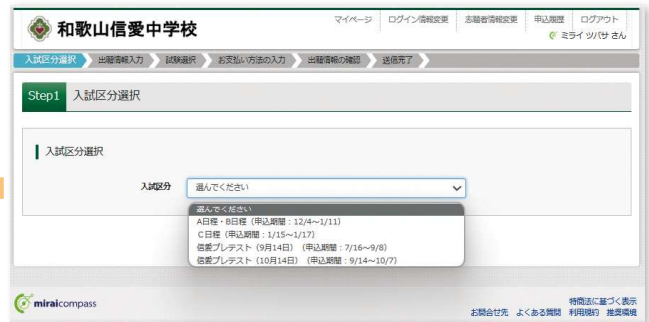 和歌山信愛中学校
マイページ ログイン情報変更 志願者情報変更 申込履歴 ログアウト
ミライ ツバサ さん
入試区分選択 出願情報入力 試験選択 お支払い方法の入力 出願情報の確認 送信完了
Step1 入試区分選択
入試区分選択
入試区分 選んでください
選んでください
A日程・B日程（申込期間：12/4～1/11）
C日程（申込期間：1/15～1/17）
信愛プレテスト（9月14日）（申込期間：7/16～9/8）
信愛プレテスト（10月14日）（申込期間：9/14～10/7）
miraicompass
特商法に基づく表示
お問合せ先 よくある質問 利用規約 推奨環境